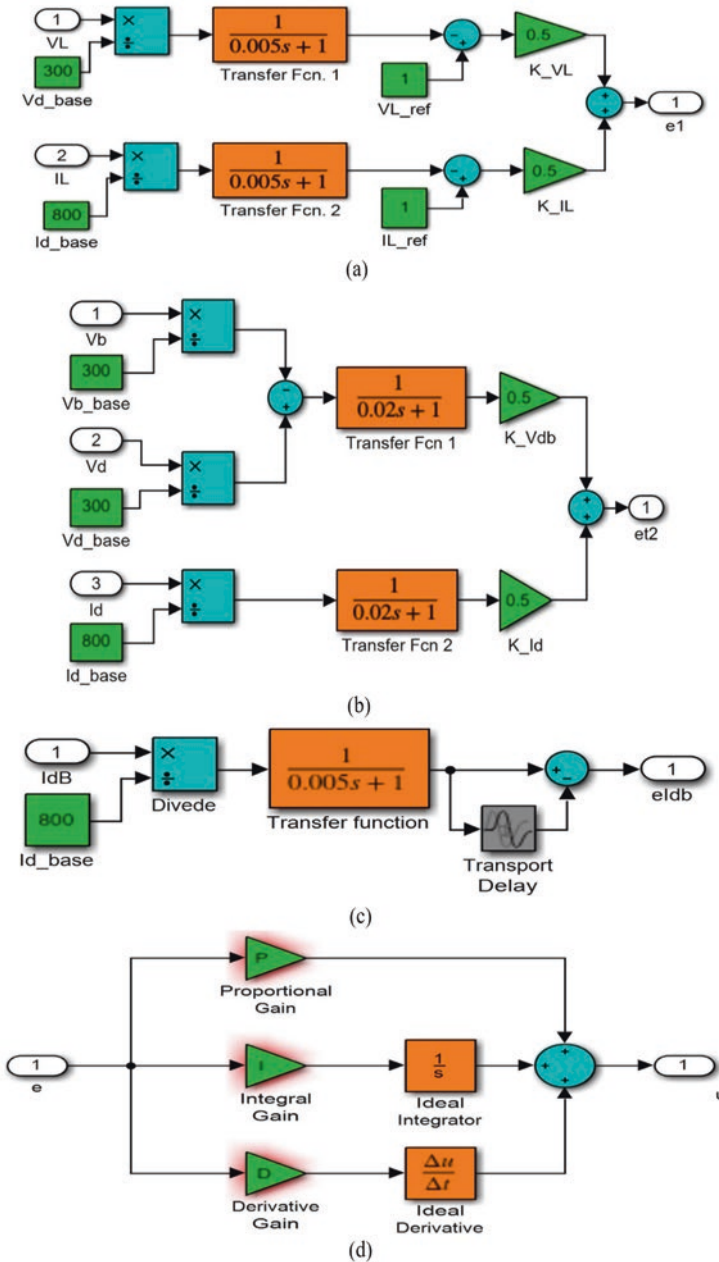 1
VL
300
Vd_base
×
÷
1
0.005s + 1
Transfer Fcn. 1
−
+
1
VL_ref
0.5
K_VL
2
IL
800
Id_base
×
÷
1
0.005s + 1
Transfer Fcn. 2
−
+
1
IL_ref
0.5
K_IL
+
+
1
e1
(a)
1
Vb
300
Vb_base
×
÷
2
Vd
300
Vd_base
×
÷
−
+
1
0.02s + 1
Transfer Fcn 1
0.5
K_Vdb
3
Id
800
Id_base
×
÷
1
0.02s + 1
Transfer Fcn 2
0.5
K_Id
+
+
1
et2
(b)
1
IdB
800
Id_base
×
÷
Divede
1
0.005s + 1
Transfer function
Transport
Delay
+
−
1
eIdb
(c)
1
e
P
Proportional
Gain
I
Integral
Gain
1
s
Ideal
Integrator
D
Derivative
Gain
Δu
Δt
Ideal
Derivative
+
+
+
1
(d)